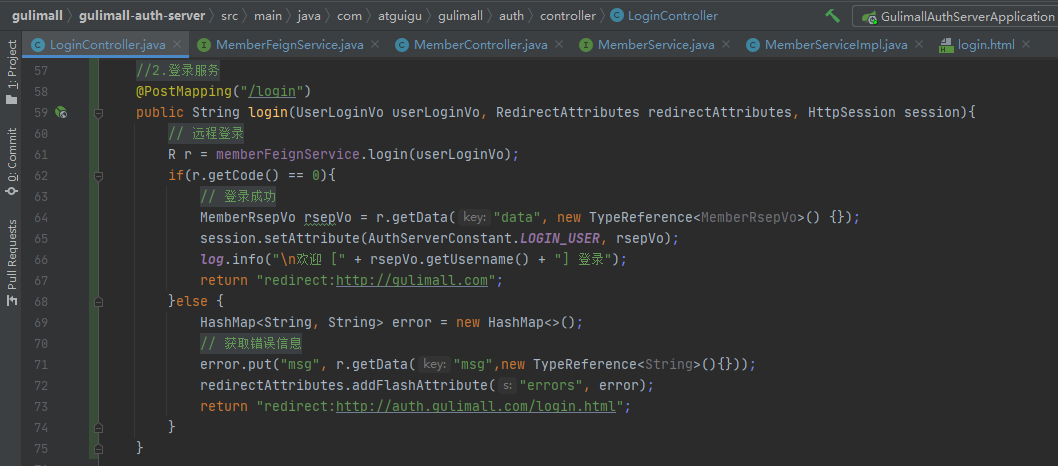 gulimall gulimall-auth-server src main java com atguigu gulimall auth controller LoginController GulimallAuthServerApplication
LoginController.java MemberFeignService.java MemberController.java MemberService.java MemberServiceImpl.java login.html
1: Project
0: Commit
Pull Requests
57 //2.登录服务
58 @PostMapping("/login")
59 public String login(UserLoginVo userLoginVo, RedirectAttributes redirectAttributes, HttpSession session){
60 // 远程登录
61 R r = memberFeignService.login(userLoginVo);
62 if(r.getCode() == 0){
63 // 登录成功
64 MemberRsepVo rsepVo = r.getData( key: "data", new TypeReference<MemberRsepVo>() {});
65 session.setAttribute(AuthServerConstant.LOGIN_USER, rsepVo);
66 log.info("\n欢迎 [" + rsepVo.getUsername() + "] 登录");
67 return "redirect:http://gulimall.com";
68 }else {
69 HashMap<String, String> error = new HashMap<>();
70 // 获取错误信息
71 error.put("msg", r.getData( key: "msg",new TypeReference<String>(){}));
72 redirectAttributes.addFlashAttribute( s: "errors", error);
73 return "redirect:http://auth.gulimall.com/login.html";
74 }
75 }